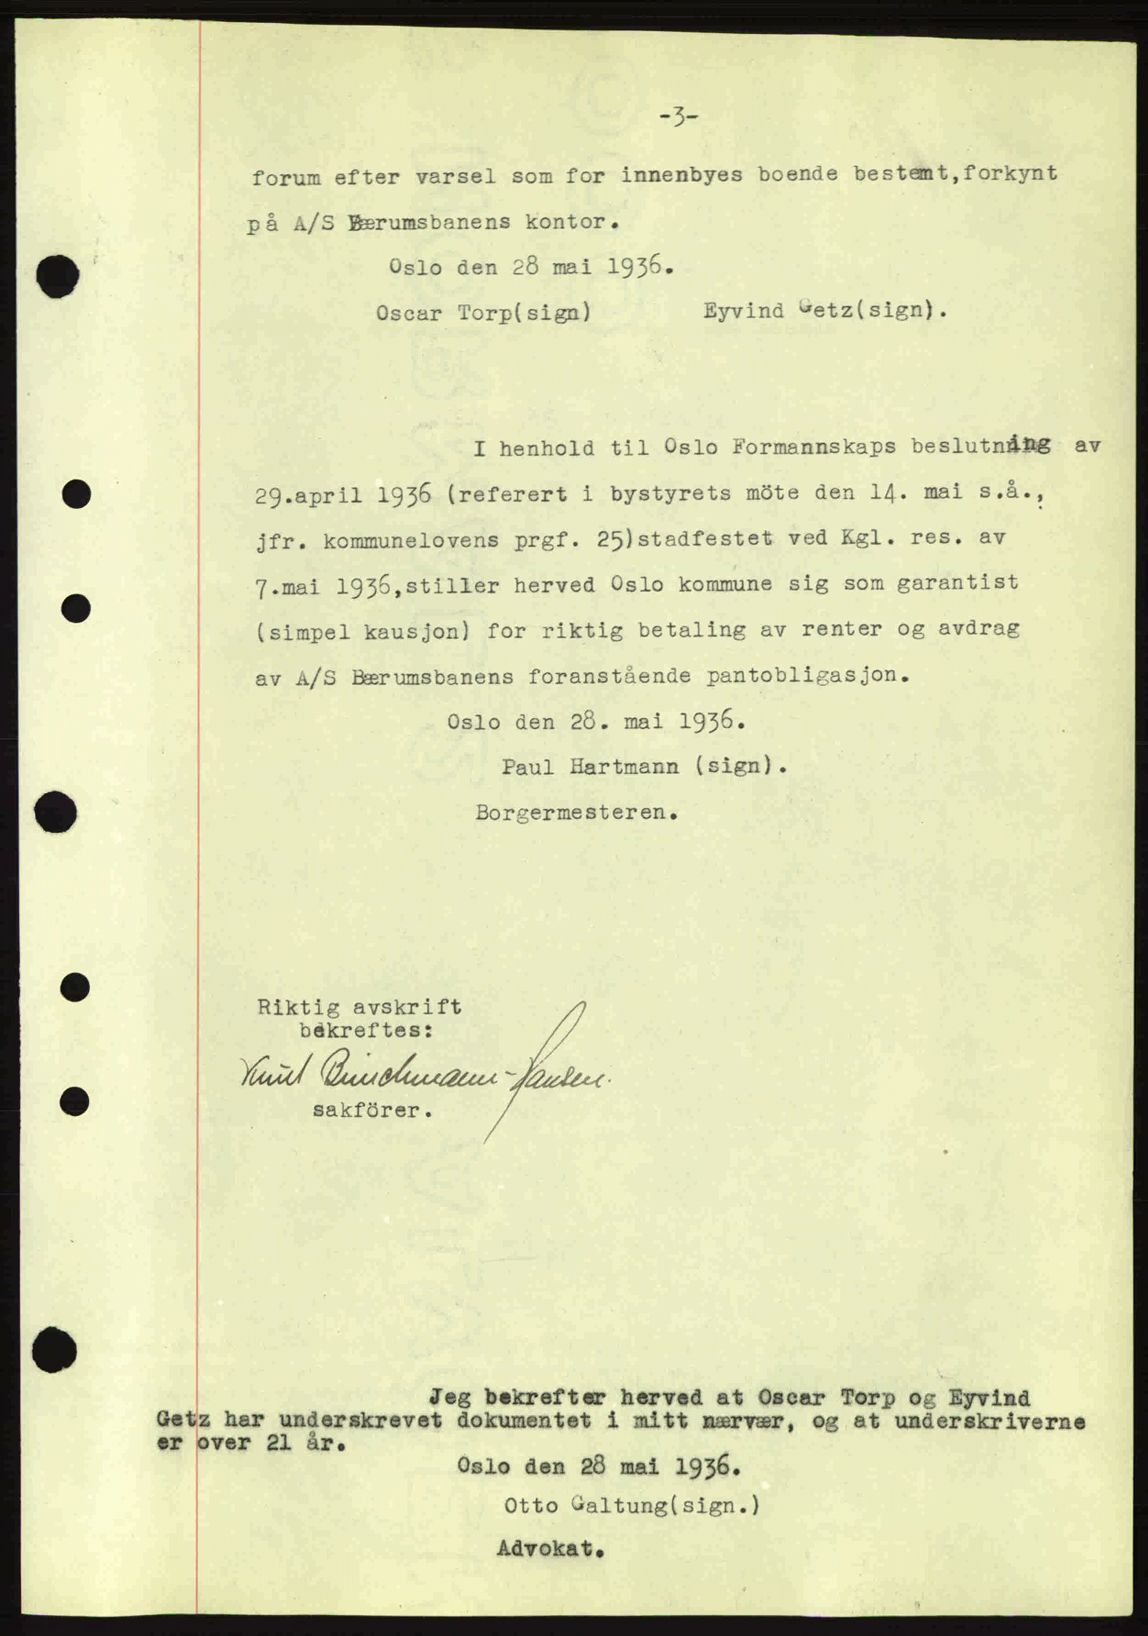 -3-
forum efter varsel som for innenbyes boende bestemt,forkynt
på A/S Bærumsbanens kontor.
Oslo den 28 mai 1936.
Oscar Torp(sign) Eyvind Getz(sign).
I henhold til Oslo Formannskaps beslutning av
29.april 1936 (referert i bystyrets möte den 14. mai s.å.,
jfr. kommunelovens prgf. 25)stadfestet ved Kgl. res. av
7.mai 1936,stiller herved Oslo kommune sig som garantist
(simpel kausjon) for riktig betaling av renter og avdrag
av A/S Bærumsbanens foranstående pantobligasjon.
Oslo den 28. mai 1936.
Paul Hartmann (sign).
Borgermesteren.
Riktig avskrift
bekreftes:
Knut -Hansen.
sakförer.
Jeg bekrefter herved at Oscar Torp og Eyvind
Getz har underskrevet dokumentet i mitt nærvær, og at underskriverne
er over 21 år.
Oslo den 28 mai 1936.
Otto Galtung(sign.)
Advokat.